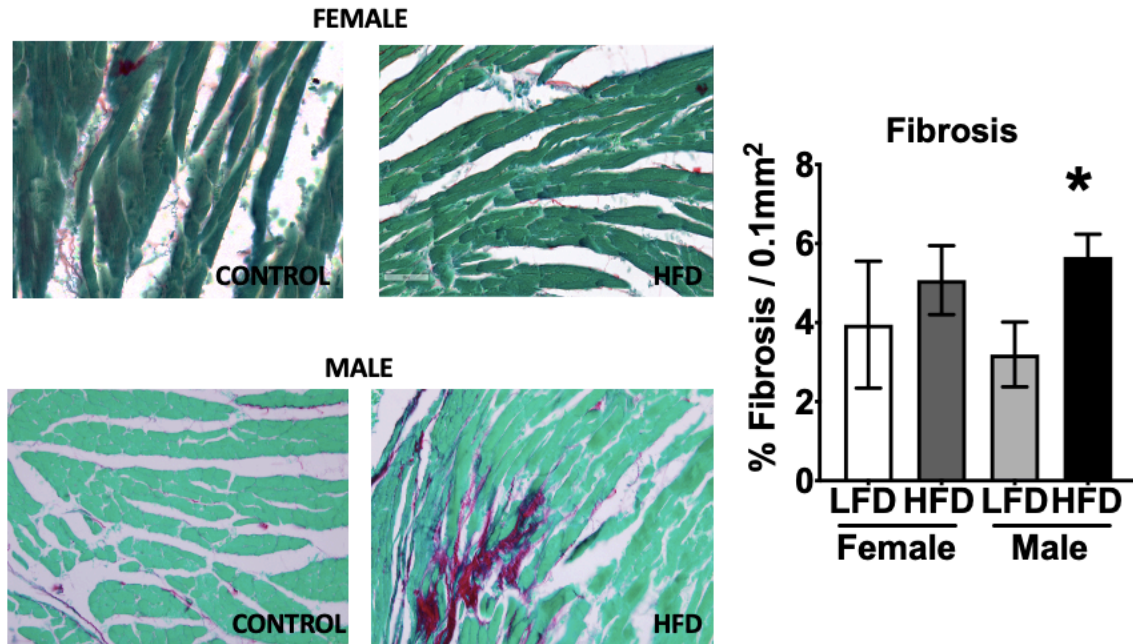 FEMALE
CONTROL
HFD
MALE
CONTROL
HFD
Fibrosis
% Fibrosis / 0.1mm²
8
6
4
2
0
*
LFD HFD LFD HFD
Female Male